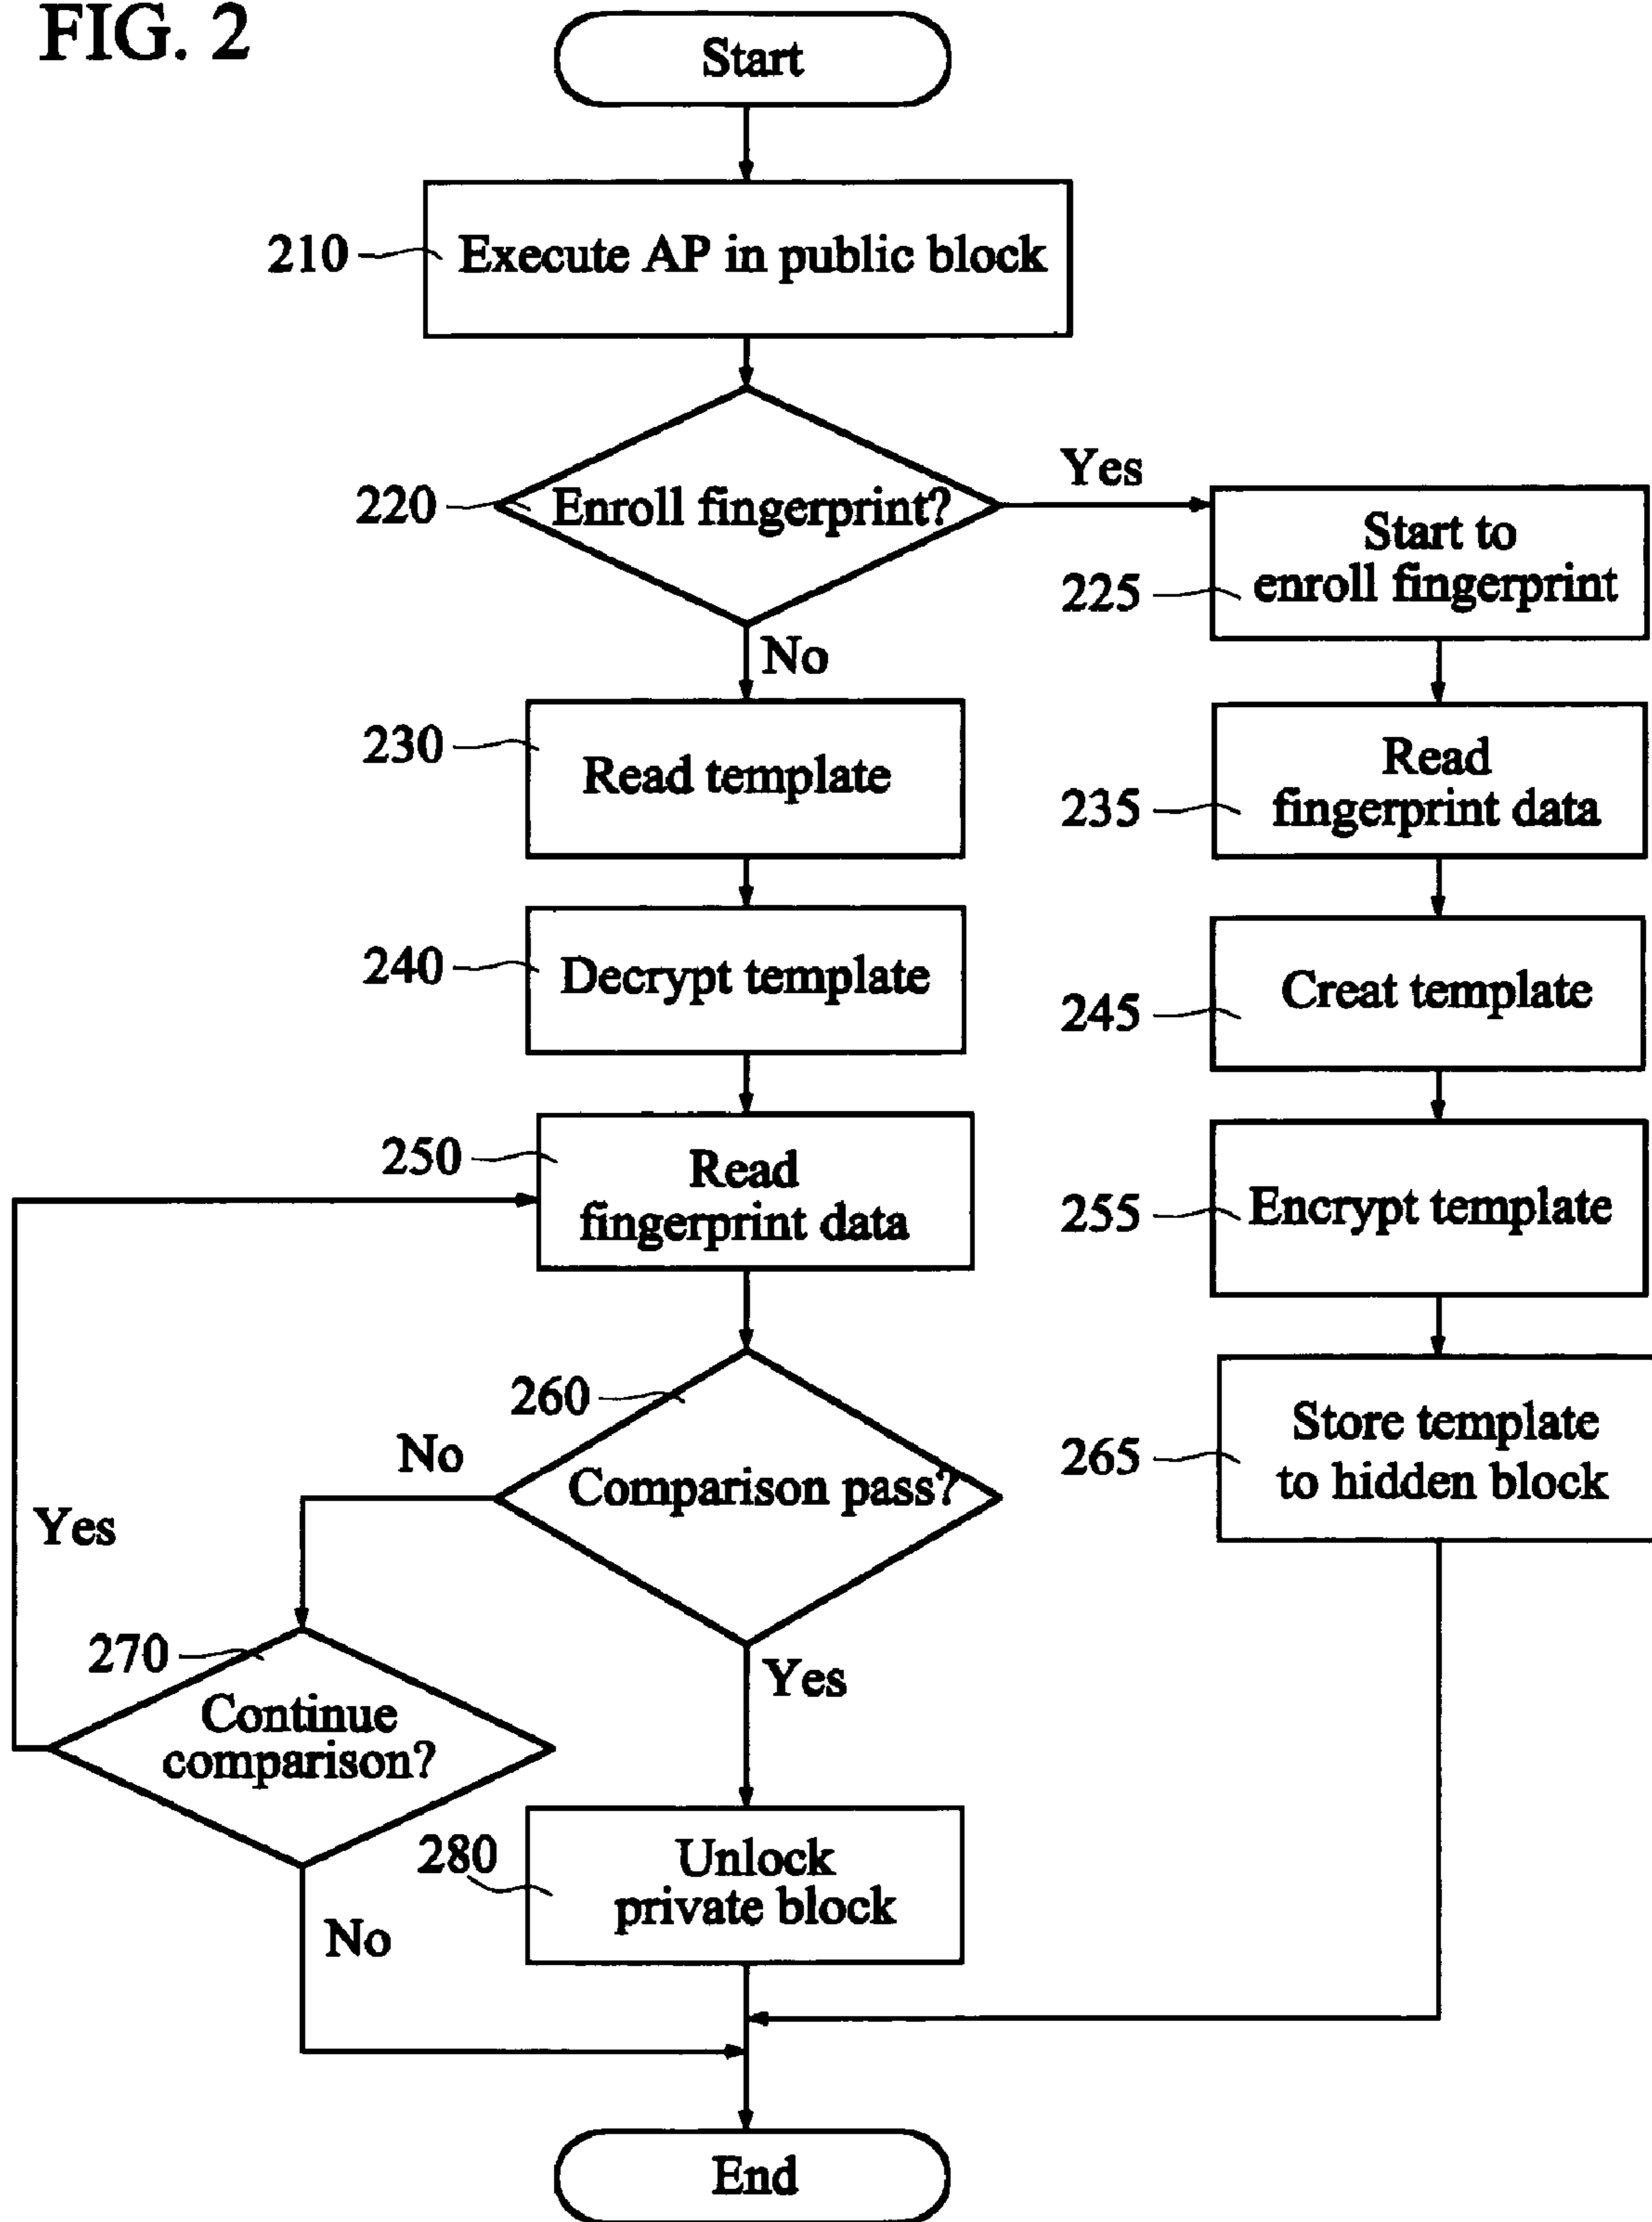 FIG. 2
Start
210
Execute AP in public block
220
Enroll fingerprint?
Yes
No
Start to
enroll fingerprint
225
230
Read template
Read
fingerprint data
235
240
Decrypt template
245
Creat template
250
Read
fingerprint data
255
Encrypt template
260
Comparison pass?
No
Yes
Store template
to hidden block
265
Yes
270
Continue
comparison?
No
280
Unlock
private block
End